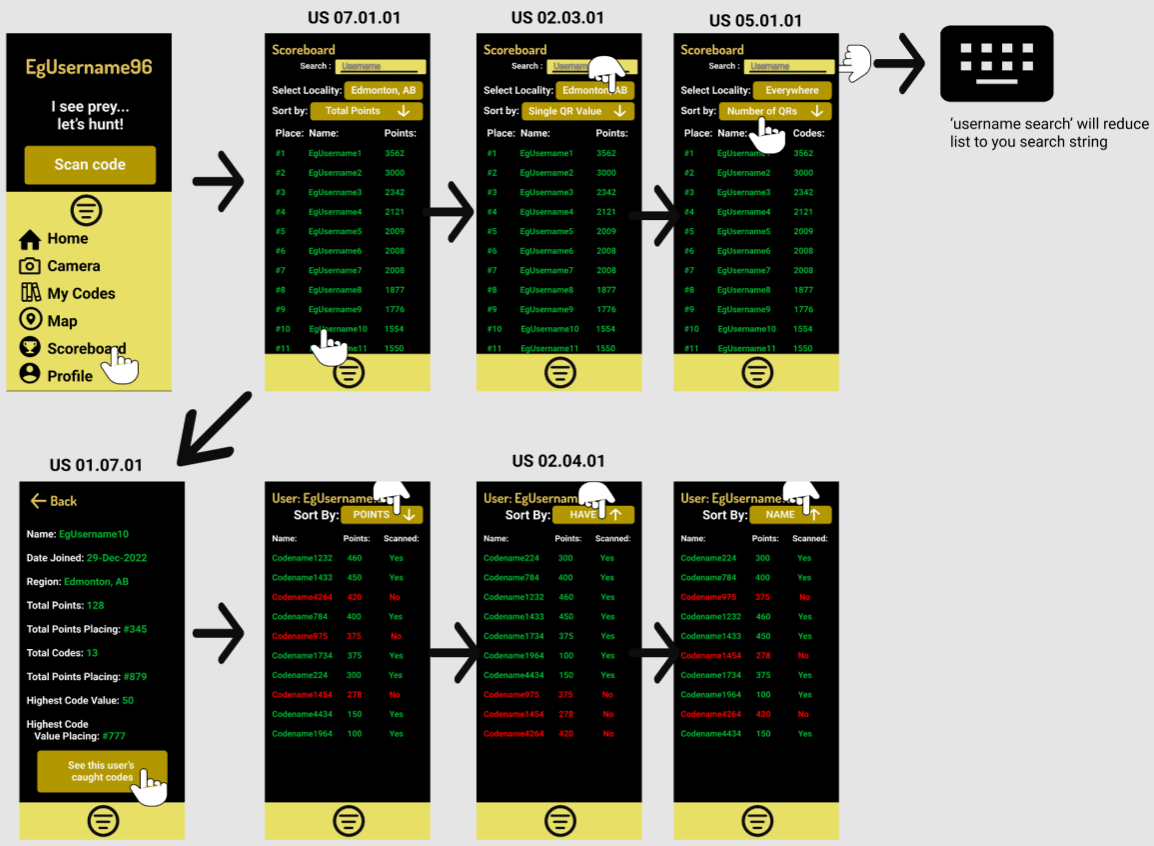 US 07.01.01
US 02.03.01
US 05.01.01
EgUsername96
I see prey...
let's hunt!
Scan code
Home
Camera
My Codes
Map
Scoreboard
Profile
Scoreboard
Search : Username
Select Locality: Edmonton, AB
Sort by: Total Points
Place: Name: Points:
#1 EgUsername1 3562
#2 EgUsername2 3000
#3 EgUsername3 2342
#4 EgUsername4 2121
#5 EgUsername5 2009
#6 EgUsername6 2008
#7 EgUsername7 2008
#8 EgUsername8 1877
#9 EgUsername9 1776
#10 EgUsername10 1554
#11 me11 1550
Scoreboard
Search : Username
Select Locality: Edmonton, AB
Sort by: Single QR Value
Place: Name: Points:
#1 EgUsername1 3562
#2 EgUsername2 3000
#3 EgUsername3 2342
#4 EgUsername4 2121
#5 EgUsername5 2009
#6 EgUsername6 2008
#7 EgUsername7 2008
#8 EgUsername8 1877
#9 EgUsername9 1776
#10 EgUsername10 1554
#11 EgUsername11 1550
Scoreboard
Search : Username
Select Locality: Everywhere
Sort by: Number of QRs
Place: Name: Codes:
#1 EgUsername1 3562
#2 EgUsername2 3000
#3 EgUsername3 2342
#4 EgUsername4 2121
#5 EgUsername5 2009
#6 EgUsername6 2008
#7 EgUsername7 2008
#8 EgUsername8 1877
#9 EgUsername9 1776
#10 EgUsername10 1554
#11 EgUsername11 1550
'username search' will reduce
list to you search string
US 01.07.01
US 02.04.01
Back
Name: EgUsername10
Date Joined: 29-Dec-2022
Region: Edmonton, AB
Total Points: 128
Total Points Placing: #345
Total Codes: 13
Total Points Placing: #879
Highest Code Value: 50
Highest Code
Value Placing: #777
See this user's
caught codes
User: EgUsername
Sort By: POINTS
Name: Points: Scanned:
Codename1232 460 Yes
Codename1433 450 Yes
Codename4264 420 No
Codename784 400 Yes
Codename975 375 No
Codename1734 375 Yes
Codename224 300 Yes
Codename1454 278 No
Codename4434 150 Yes
Codename1964 100 Yes
User: EgUsernam
Sort By: HAVE
Name: Points: Scanned:
Codename224 300 Yes
Codename784 400 Yes
Codename1232 460 Yes
Codename1433 450 Yes
Codename1734 375 Yes
Codename1964 100 Yes
Codename4434 150 Yes
Codename975 375 No
Codename1454 278 No
Codename4264 420 No
User: EgUsername
Sort By: NAME
Name: Points: Scanned:
Codename224 300 Yes
Codename784 400 Yes
Codename975 375 No
Codename1232 460 Yes
Codename1433 450 Yes
Codename1454 278 No
Codename1734 375 Yes
Codename1964 100 Yes
Codename4264 420 No
Codename4434 150 Yes